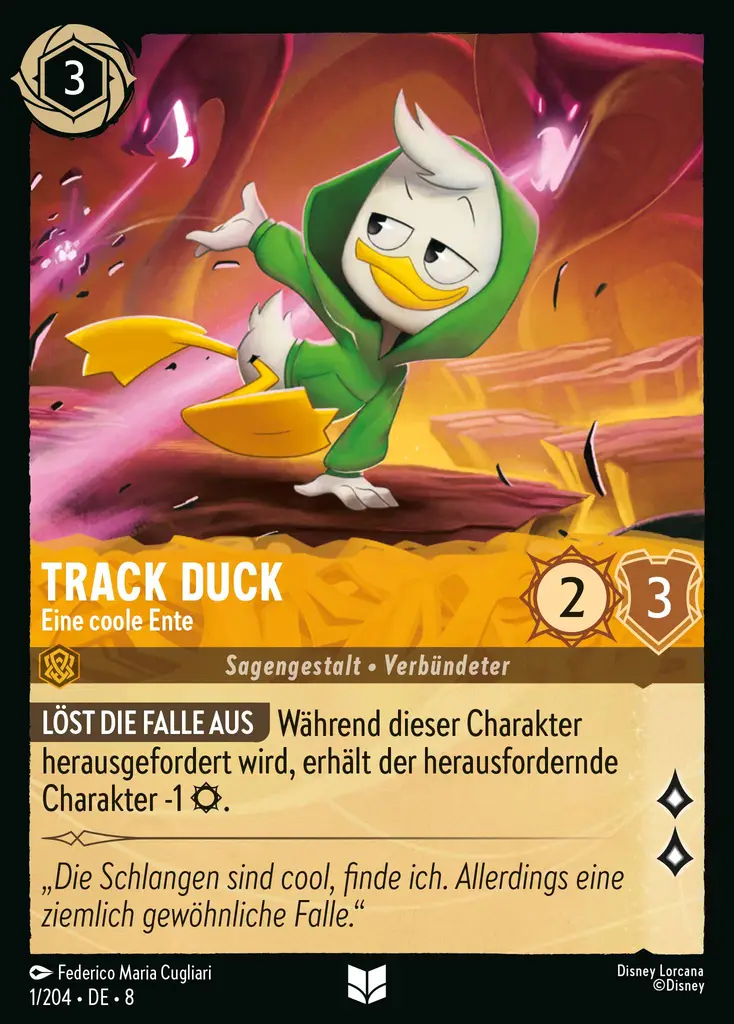 3
TRACK DUCK
Eine coole Ente
2
3
Sagengestalt • Verbündeter
LÖST DIE FALLE AUS Während dieser Charakter
herausgefordert wird, erhält der herausfordernde
Charakter -1 .
„Die Schlangen sind cool, finde ich. Allerdings eine
ziemlich gewöhnliche Falle.“
Federico Maria Cugliari
1/204 • DE • 8
Disney Lorcana
©Disney